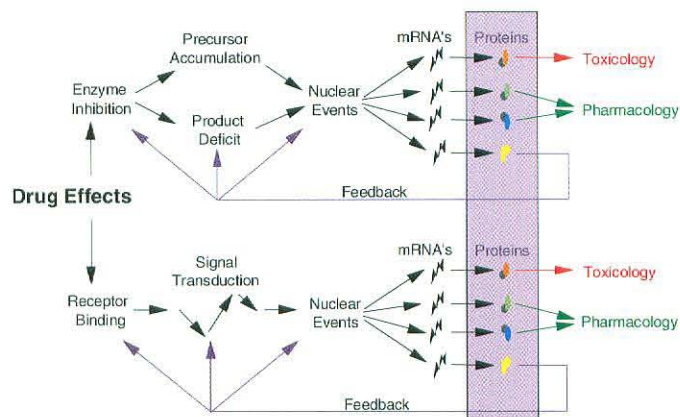 mRNA's
Proteins
Precursor
Accumulation
Toxicology
Enzyme
Inhibition
Nuclear
Events
Pharmacology
Product
Deficit
Feedback
Drug Effects
mRNA's
Proteins
Signal
Transduction
Toxicology
Receptor
Binding
Nuclear
Events
Pharmacology
Feedback